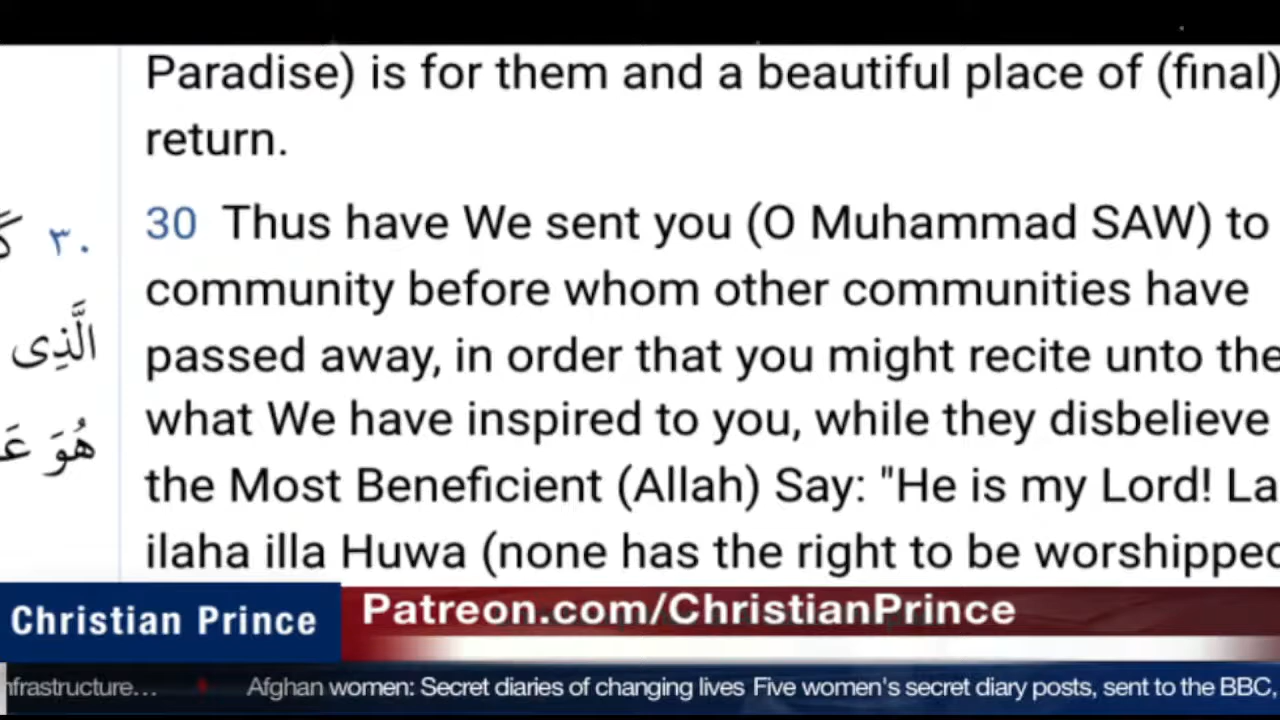 Paradise) is for them and a beautiful place of (final)
return.
30 Thus have We sent you (O Muhammad SAW) to
community before whom other communities have
passed away, in order that you might recite unto the
what We have inspired to you, while they disbelieve
the Most Beneficient (Allah) Say: "He is my Lord! La
ilaha illa Huwa (none has the right to be worshipped
٣٠
الَّذِى
هُوَ
Christian Prince
Patreon.com/ChristianPrince
nfrastructure... Afghan women: Secret diaries of changing lives Five women's secret diary posts, sent to the BBC,